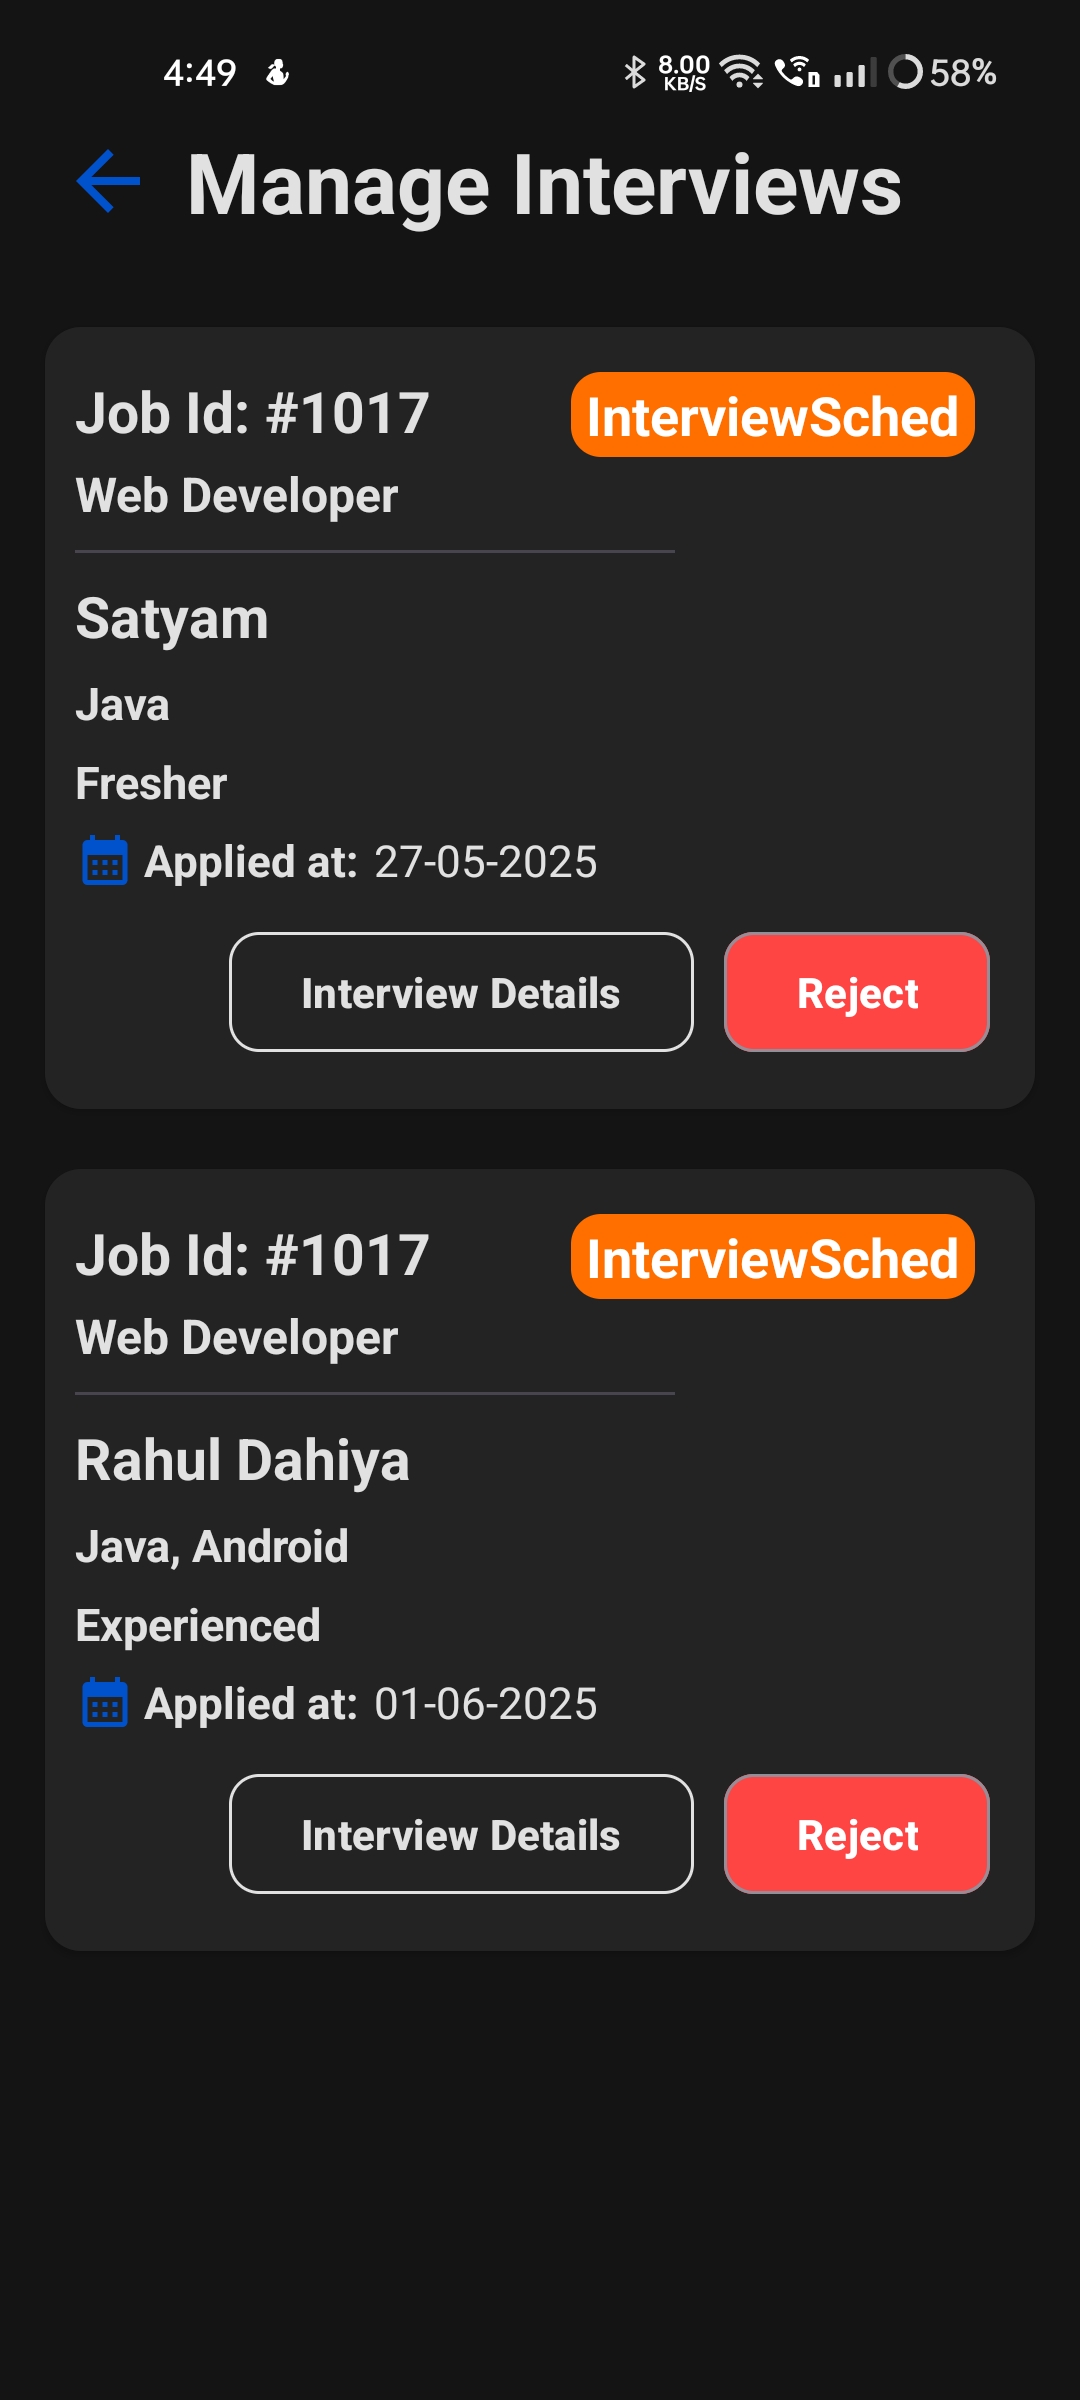 4:49 8.00 KB/S 58%
Manage Interviews
Job Id: #1017 InterviewSched
Web Developer
Satyam
Java
Fresher
Applied at: 27-05-2025
Interview Details Reject
Job Id: #1017 InterviewSched
Web Developer
Rahul Dahiya
Java, Android
Experienced
Applied at: 01-06-2025
Interview Details Reject